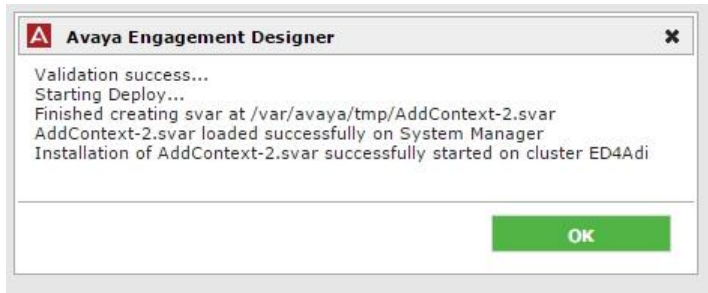 Avaya Engagement Designer
Validation success...
Starting Deploy...
Finished creating svar at /var/avaya/tmp/AddContext-2.svar
AddContext-2.svar loaded successfully on System Manager
Installation of AddContext-2.svar successfully started on cluster ED4Adi
OK